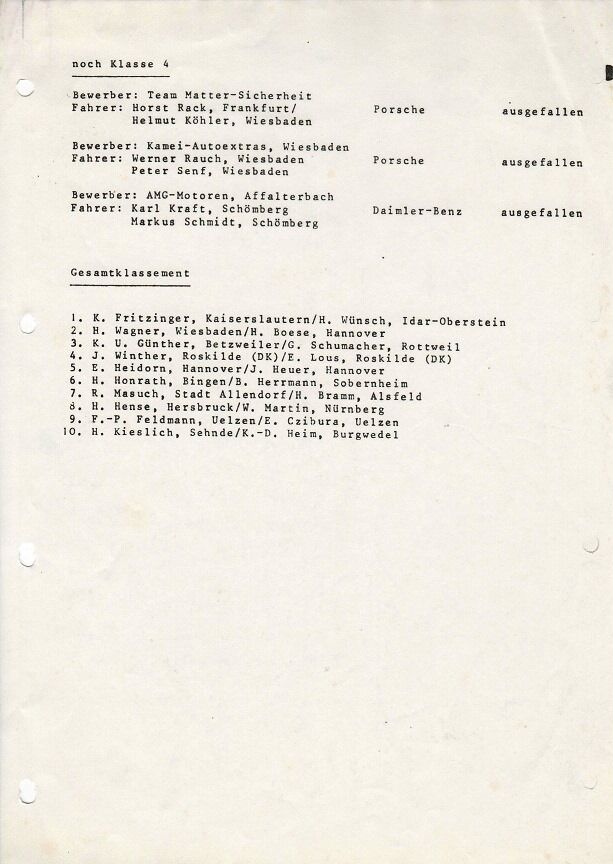 noch Klasse 4
Bewerber: Team Matter-Sicherheit
Fahrer: Horst Rack, Frankfurt/ Porsche ausgefallen
Helmut Köhler, Wiesbaden
Bewerber: Kamei-Autoextras, Wiesbaden
Fahrer: Werner Rauch, Wiesbaden Porsche ausgefallen
Peter Senf, Wiesbaden
Bewerber: AMG-Motoren, Affalterbach
Fahrer: Karl Kraft, Schömberg Daimler-Benz ausgefallen
Markus Schmidt, Schömberg
Gesamtklassement
1. K. Fritzinger, Kaiserslautern/H. Wünsch, Idar-Oberstein
2. H. Wagner, Wiesbaden/H. Boese, Hannover
3. K. U. Günther, Betzweiler/G. Schumacher, Rottweil
4. J. Winther, Roskilde (DK)/E. Lous, Roskilde (DK)
5. E. Heidorn, Hannover/J. Heuer, Hannover
6. H. Honrath, Bingen/B. Herrmann, Sobernheim
7. R. Masuch, Stadt Allendorf/H. Bramm, Alsfeld
8. H. Hense, Hersbruck/W. Martin, Nürnberg
9. F.-P. Feldmann, Uelzen/E. Czibura, Uelzen
10. H. Kieslich, Sehnde/K.-D. Heim, Burgwedel